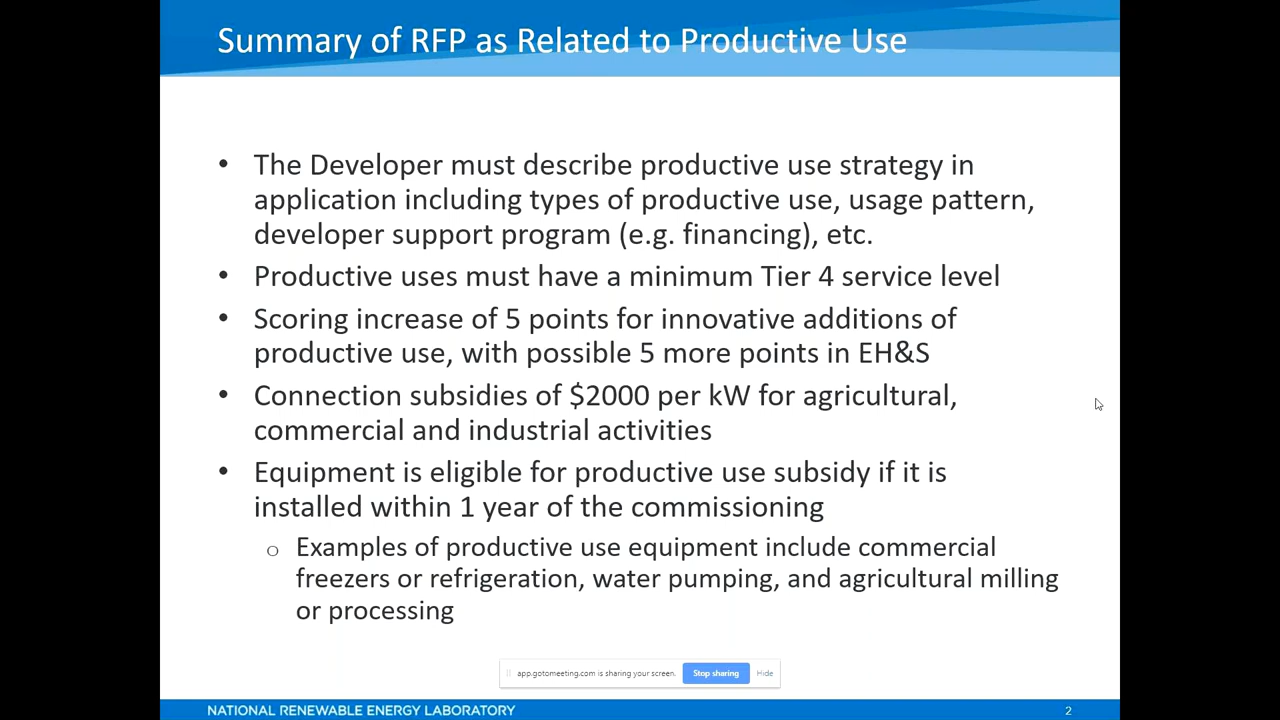 Summary of RFP as Related to Productive Use
• The Developer must describe productive use strategy in
application including types of productive use, usage pattern,
developer support program (e.g. financing), etc.
• Productive uses must have a minimum Tier 4 service level
• Scoring increase of 5 points for innovative additions of
productive use, with possible 5 more points in EH&S
• Connection subsidies of $2000 per kW for agricultural,
commercial and industrial activities
• Equipment is eligible for productive use subsidy if it is
installed within 1 year of the commissioning
o Examples of productive use equipment include commercial
freezers or refrigeration, water pumping, and agricultural milling
or processing
app.gotomeeting.com is sharing your screen. Stop sharing Hide
NATIONAL RENEWABLE ENERGY LABORATORY 2